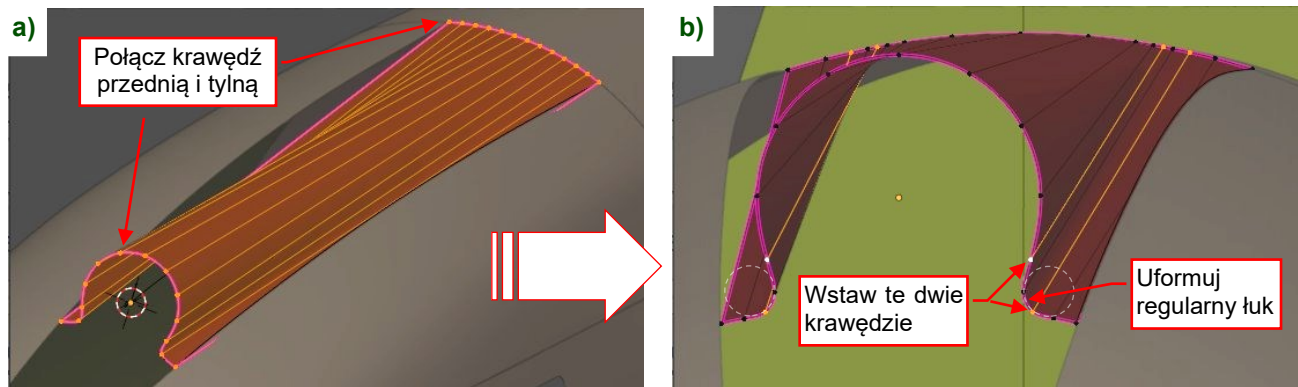 a)
Połącz krawędź
przednią i tylną
b)
Wstaw te dwie
krawędzie
Uformuj
regularny łuk